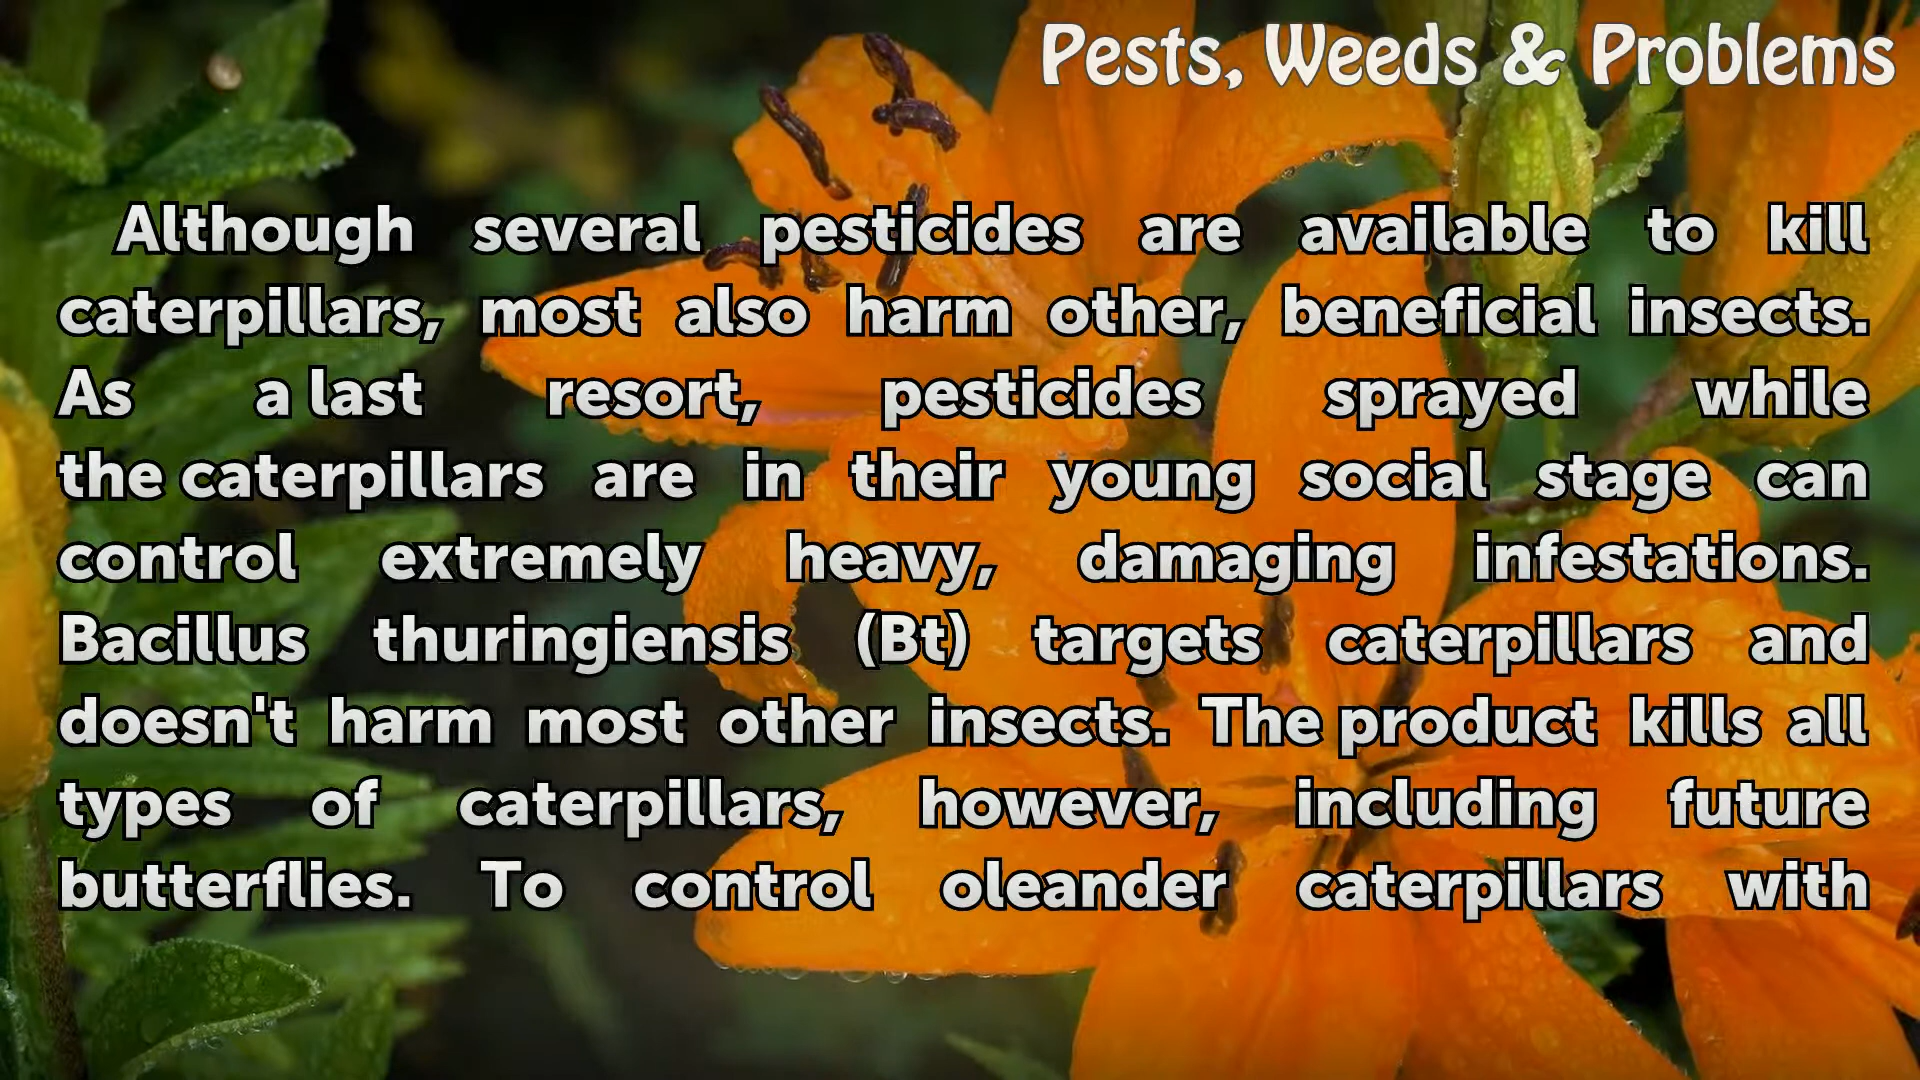 Pests, Weeds & Problems
Although several pesticides are available to kill
caterpillars, most also harm other, beneficial insects.
As a last resort, pesticides sprayed while
the caterpillars are in their young social stage can
control extremely heavy, damaging infestations.
Bacillus thuringiensis (Bt) targets caterpillars and
doesn't harm most other insects. The product kills all
types of caterpillars, however, including future
butterflies. To control oleander caterpillars with